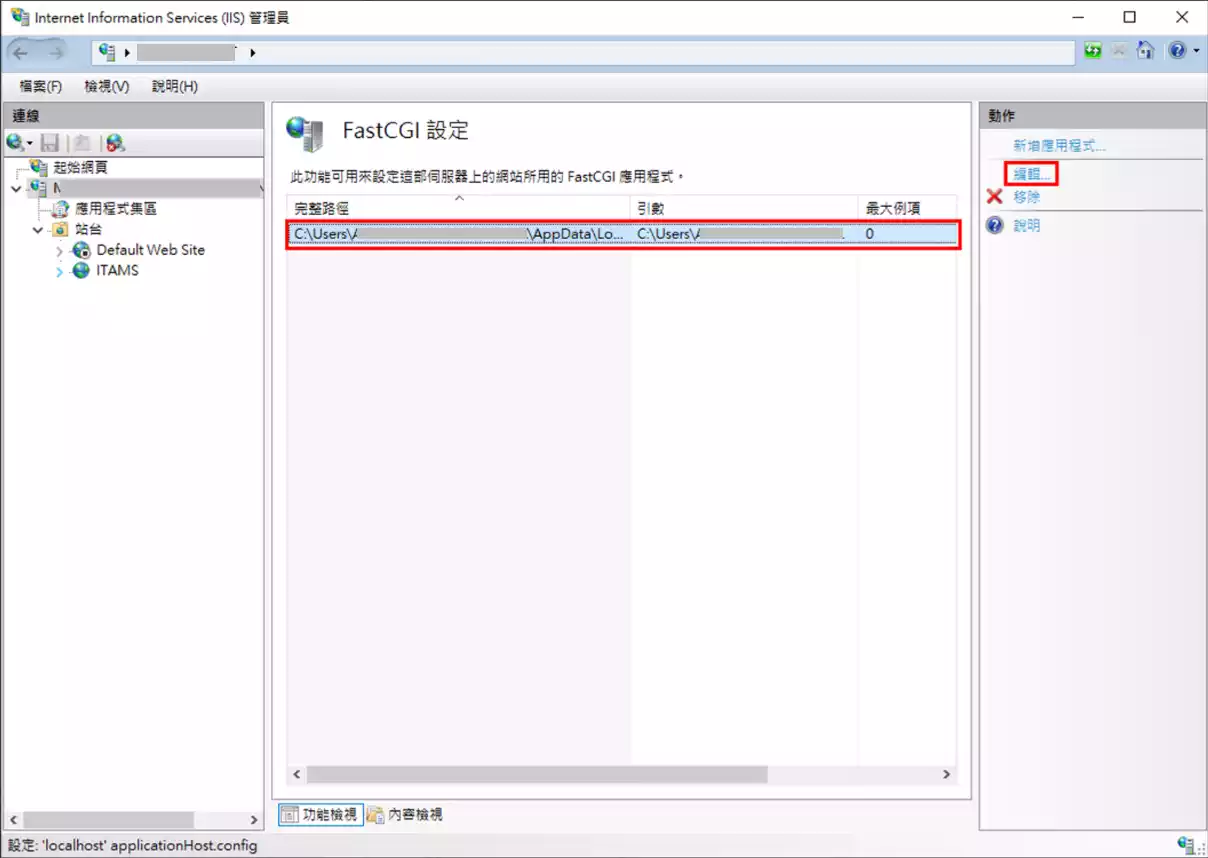 Internet Information Services (IIS) 管理員
檔案(F) 檢視(V) 說明(H)
連線
起始網頁
應用程式集區
站台
Default Web Site
ITAMS
FastCGI 設定
此功能可用來設定這部伺服器上的網站所用的 FastCGI 應用程式。
完整路徑 引數 最大例項
C:\Users\ \AppData\Lo... C:\Users\ 0
功能檢視 內容檢視
動作
新增應用程式...
編輯...
移除
說明
設定: 'localhost' applicationHost.config